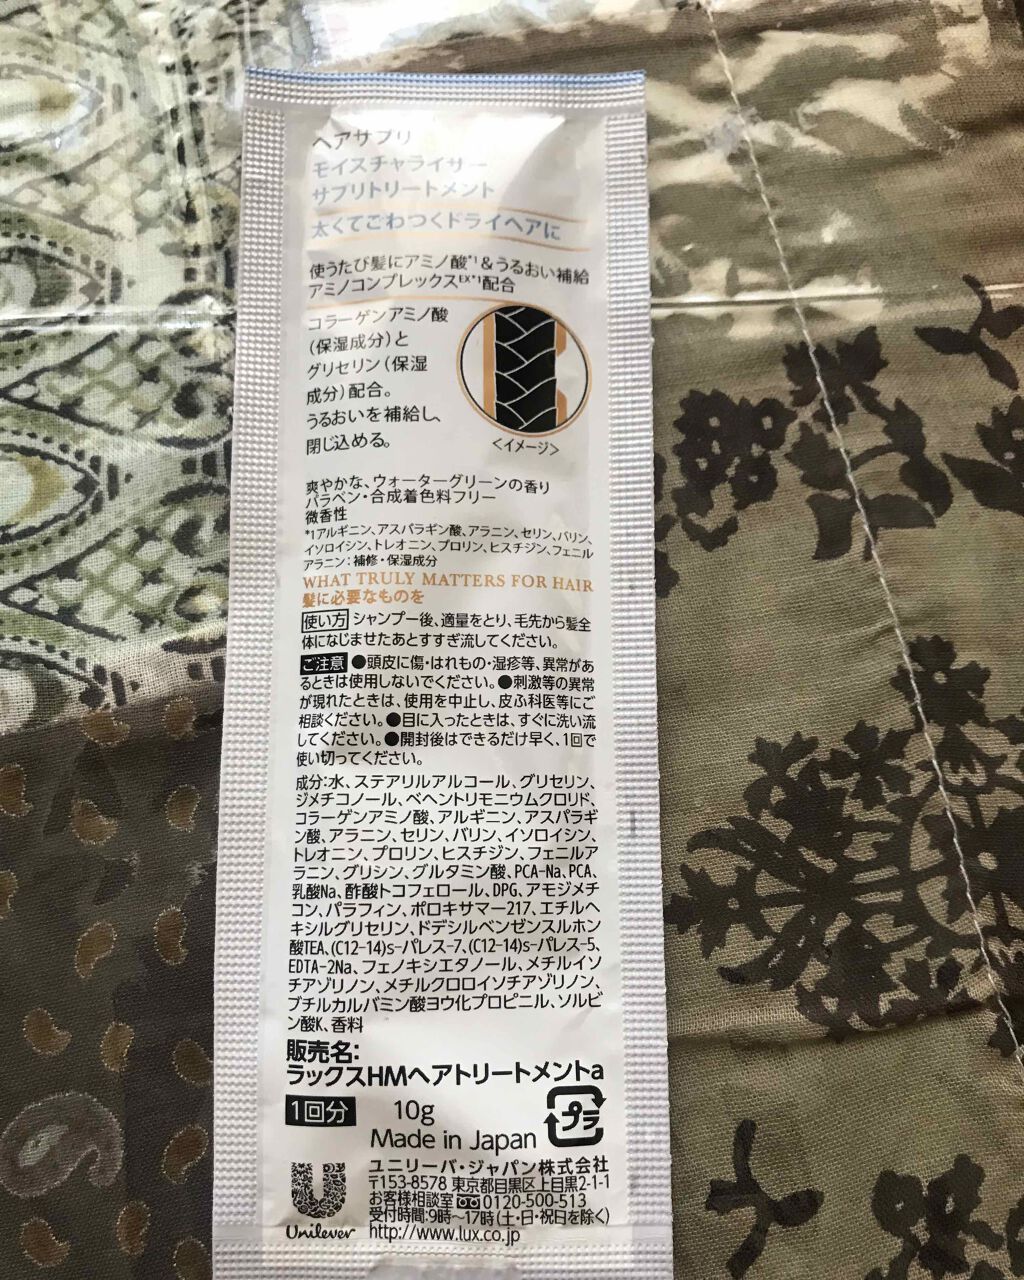 ヘアサプリ
モイスチャライザー
サプリトリートメント
太くてごわつくドライヘアに
使うたび髪にアミノ酸*1&うるおい補給
アミノコンプレックスEX*1配合
コラーゲンアミノ酸
(保湿成分)と
グリセリン(保湿
成分)配合。
うるおいを補給し、
閉じ込める。
<イメージ>
爽やかな、ウォーターグリーンの香り
パラベン・合成着色料フリー
微香性
*1アルギニン、アスパラギン酸、アラニン、セリン、バリン、
イソロイシン、トレオニン、プロリン、ヒスチジン、フェニル
アラニン:補修・保湿成分
WHAT TRULY MATTERS FOR HAIR
髪に必要なものを
使い方 シャンプー後、適量をとり、毛先から髪全
体になじませたあとすすぎ流してください。
ご注意 ●頭皮に傷・はれもの・湿疹等、異常があ
るときは使用しないでください。●刺激等の異常
が現れたときは、使用を中止し、皮ふ科医等にご
相談ください。●目に入ったときは、すぐに洗い流
してください。●開封後はできるだけ早く、1回で
使い切ってください。
成分:水、ステアリルアルコール、グリセリン、
ジメチコノール、ベヘントリモニウムクロリド、
コラーゲンアミノ酸、アルギニン、アスパラギ
ン酸、アラニン、セリン、バリン、イソロイシン、
トレオニン、プロリン、ヒスチジン、フェニルア
ラニン、グリシン、グルタミン酸、PCA-Na、PCA、
乳酸Na、酢酸トコフェロール、DPG、アモジメチ
コン、パラフィン、ポロキサマー217、エチルヘ
キシルグリセリン、ドデシルベンゼンスルホン
酸TEA、(C12-14)s-パレス-7、(C12-14)s-パレス-5、
EDTA-2Na、フェノキシエタノール、メチルイソ
チアゾリノン、メチルクロロイソチアゾリノン、
ブチルカルバミン酸ヨウ化プロピニル、ソルビ
ン酸K、香料
販売名:
ラックスHMヘアトリートメントa
1回分 10g
プラ
Made in Japan
ユニリーバ・ジャパン株式会社
〒153-8578 東京都目黒区上目黒2-1-1
お客様相談室 0120-500-513
受付時間:9時〜17時(土・日・祝日を除く)
Unilever http://www.lux.co.jp